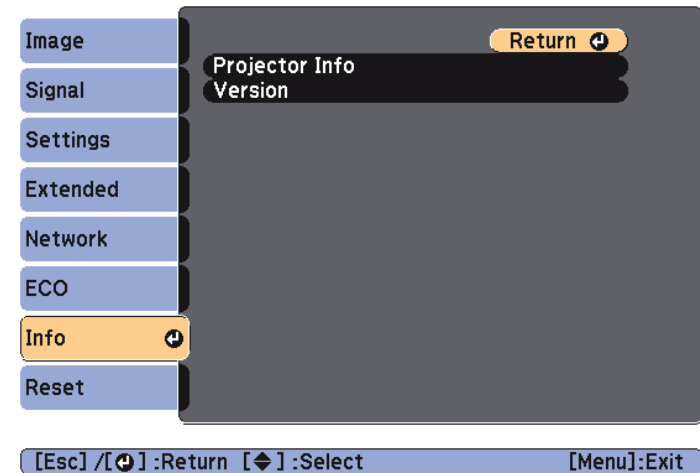 Image
Signal
Settings
Extended
Network
ECO
Info
Reset
Return
Projector Info
Version
[Esc] /[ ] :Return [ ] :Select
[Menu]:Exit